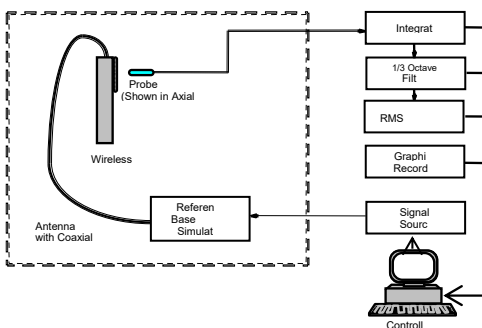 Integrat
1/3 Octave
Filt
RMS
Graphi
Record
Probe
(Shown in Axial
Wireless
Referen
Base
Simulat
Antenna
with Coaxial
Signal
Sourc
Controll